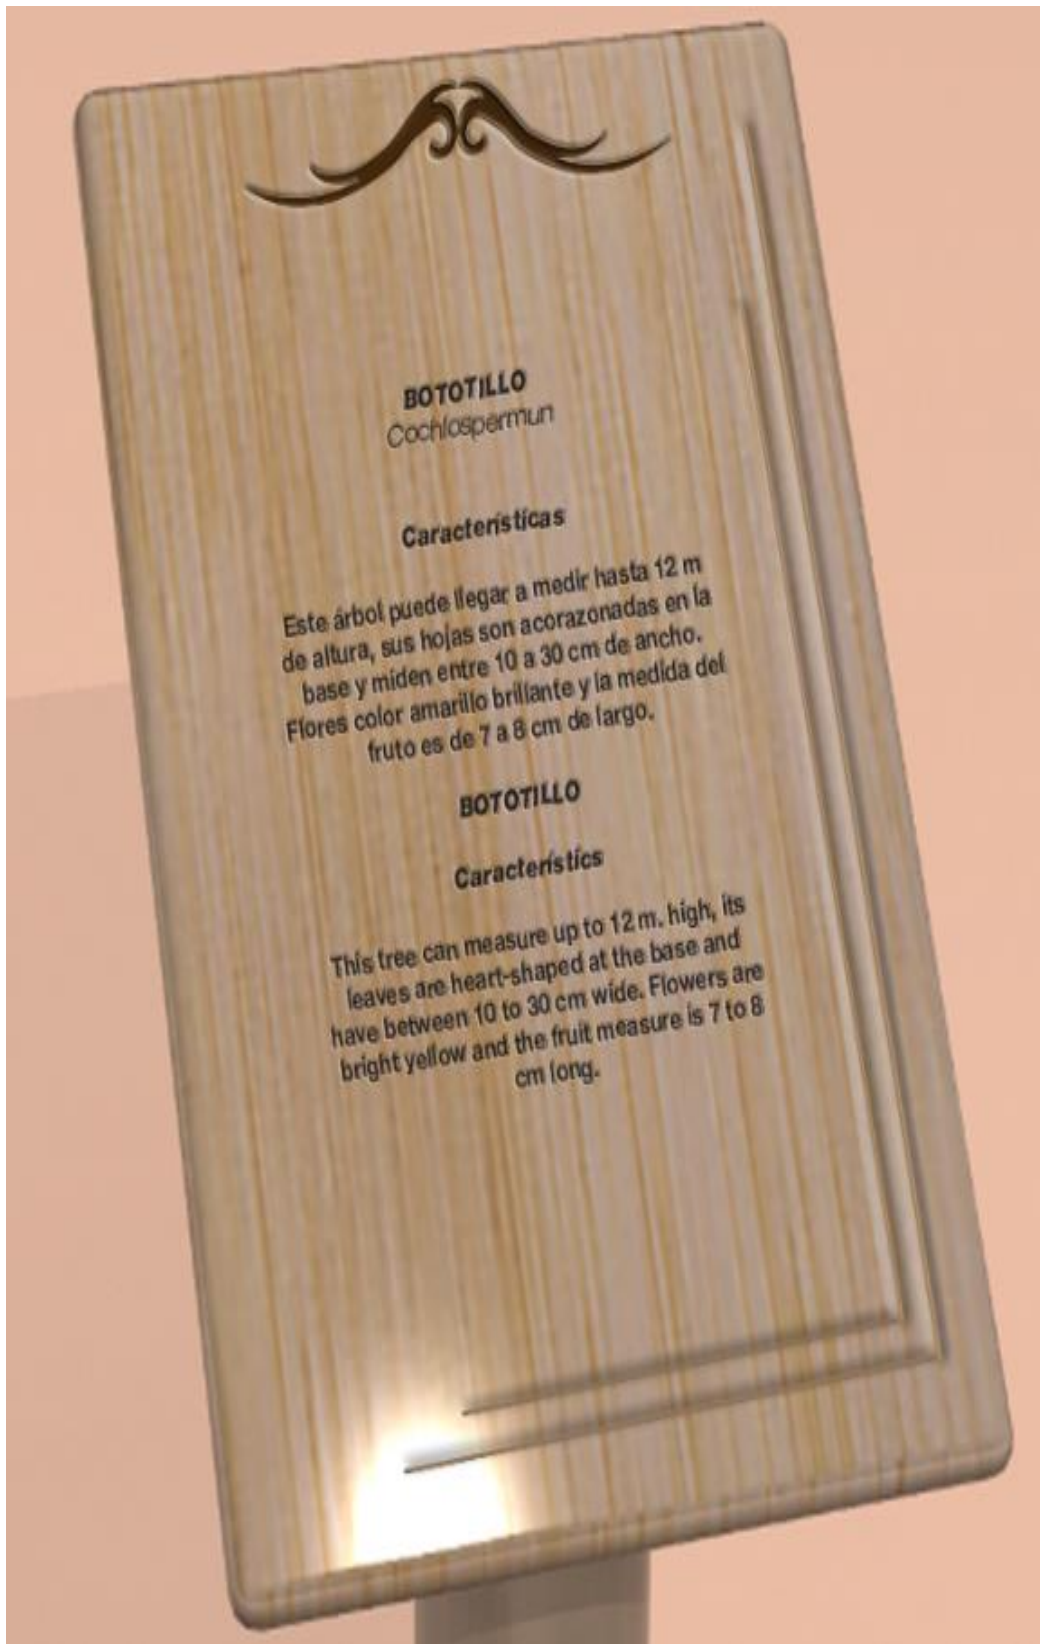 BOTOTILLO
Cochlospermun
Características
Este árbol puede llegar a medir hasta 12 m
de altura, sus hojas son acorazonadas en la
base y miden entre 10 a 30 cm de ancho.
Flores color amarillo brillante y la medida del
fruto es de 7 a 8 cm de largo.
BOTOTILLO
Characteristics
This tree can measure up to 12 m. high, its
leaves are heart-shaped at the base and
have between 10 to 30 cm wide. Flowers are
bright yellow and the fruit measure is 7 to 8
cm long.